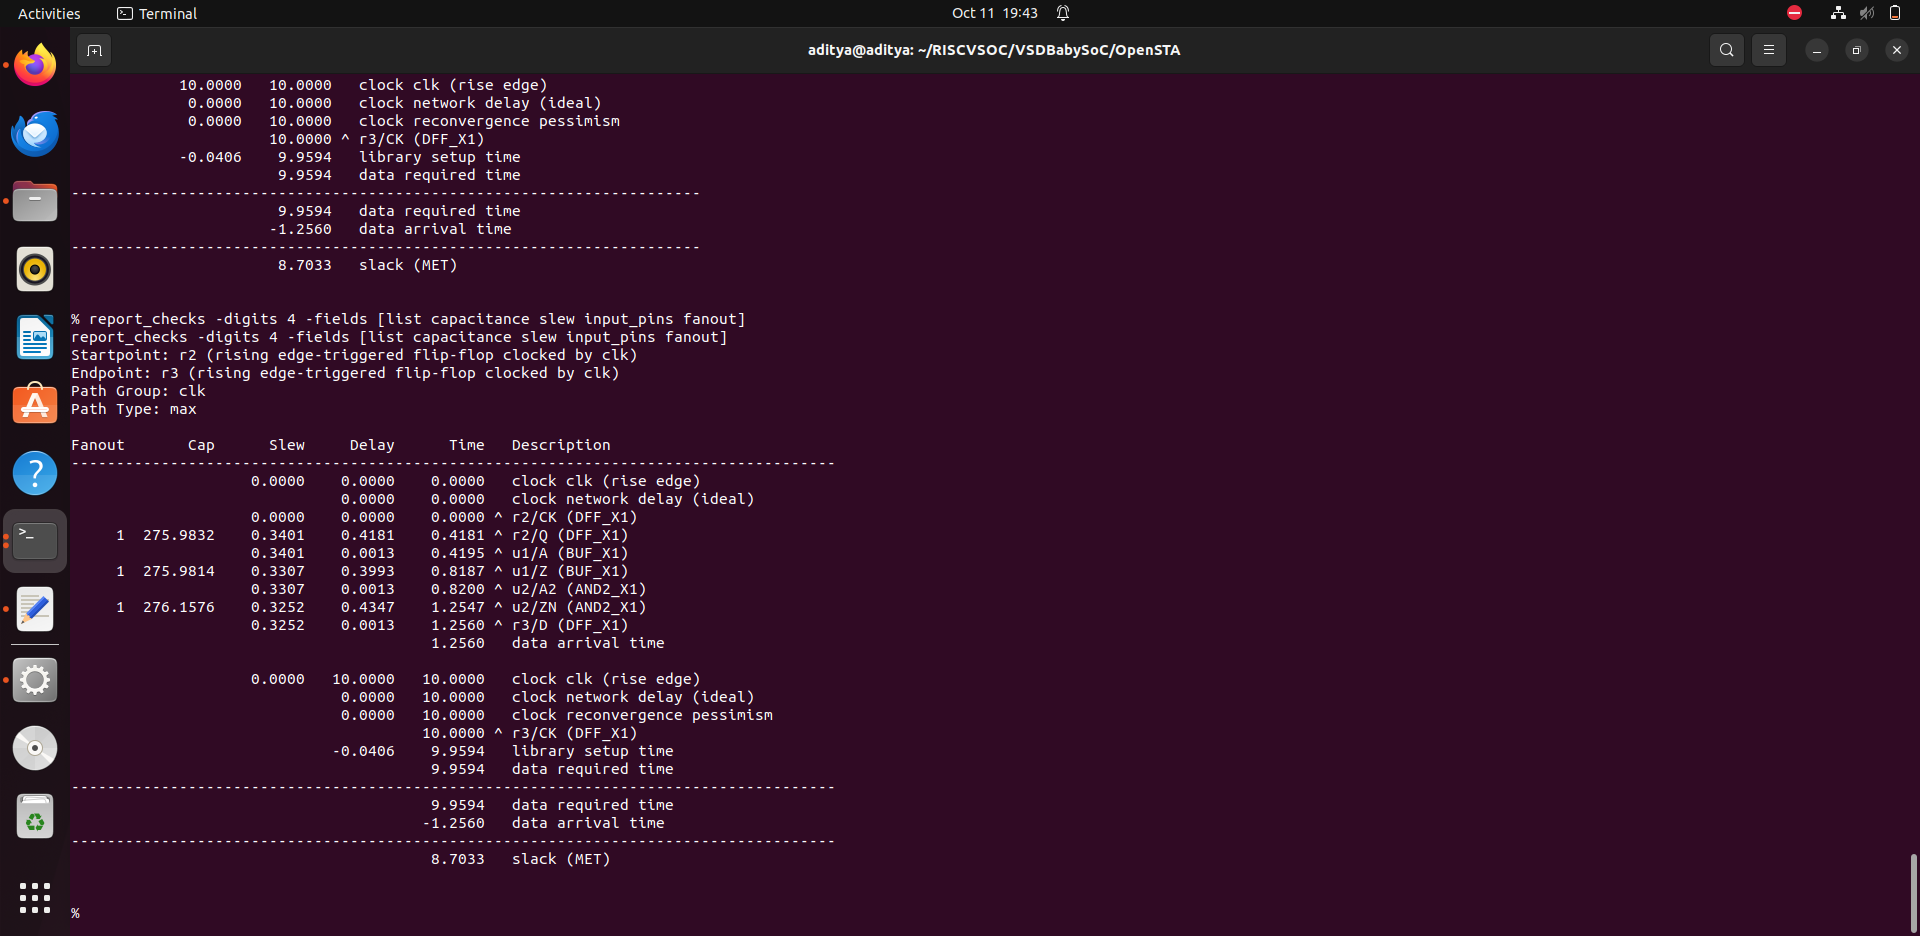 Activities
Terminal
Oct 11 19:43
aditya@aditya: ~/RISCVSOC/VSDBabySoC/OpenSTA
10.0000 10.0000 clock clk (rise edge)
0.0000 10.0000 clock network delay (ideal)
0.0000 10.0000 clock reconvergence pessimism
10.0000 ^ r3/CK (DFF_X1)
-0.0406 9.9594 library setup time
9.9594 data required time
---------------------------------------------------------------------
9.9594 data required time
-1.2560 data arrival time
---------------------------------------------------------------------
8.7033 slack (MET)
% report_checks -digits 4 -fields [list capacitance slew input_pins fanout]
report_checks -digits 4 -fields [list capacitance slew input_pins fanout]
Startpoint: r2 (rising edge-triggered flip-flop clocked by clk)
Endpoint: r3 (rising edge-triggered flip-flop clocked by clk)
Path Group: clk
Path Type: max
Fanout Cap Slew Delay Time Description
-------------------------------------------------------------------------------------
0.0000 0.0000 0.0000 clock clk (rise edge)
0.0000 0.0000 clock network delay (ideal)
0.0000 0.0000 0.0000 ^ r2/CK (DFF_X1)
1 275.9832 0.3401 0.4181 0.4181 ^ r2/Q (DFF_X1)
0.3401 0.0013 0.4195 ^ u1/A (BUF_X1)
1 275.9814 0.3307 0.3993 0.8187 ^ u1/Z (BUF_X1)
0.3307 0.0013 0.8200 ^ u2/A2 (AND2_X1)
1 276.1576 0.3252 0.4347 1.2547 ^ u2/ZN (AND2_X1)
0.3252 0.0013 1.2560 ^ r3/D (DFF_X1)
1.2560 data arrival time
0.0000 10.0000 10.0000 clock clk (rise edge)
0.0000 10.0000 clock network delay (ideal)
0.0000 10.0000 clock reconvergence pessimism
10.0000 ^ r3/CK (DFF_X1)
-0.0406 9.9594 library setup time
9.9594 data required time
-------------------------------------------------------------------------------------
9.9594 data required time
-1.2560 data arrival time
-------------------------------------------------------------------------------------
8.7033 slack (MET)
%